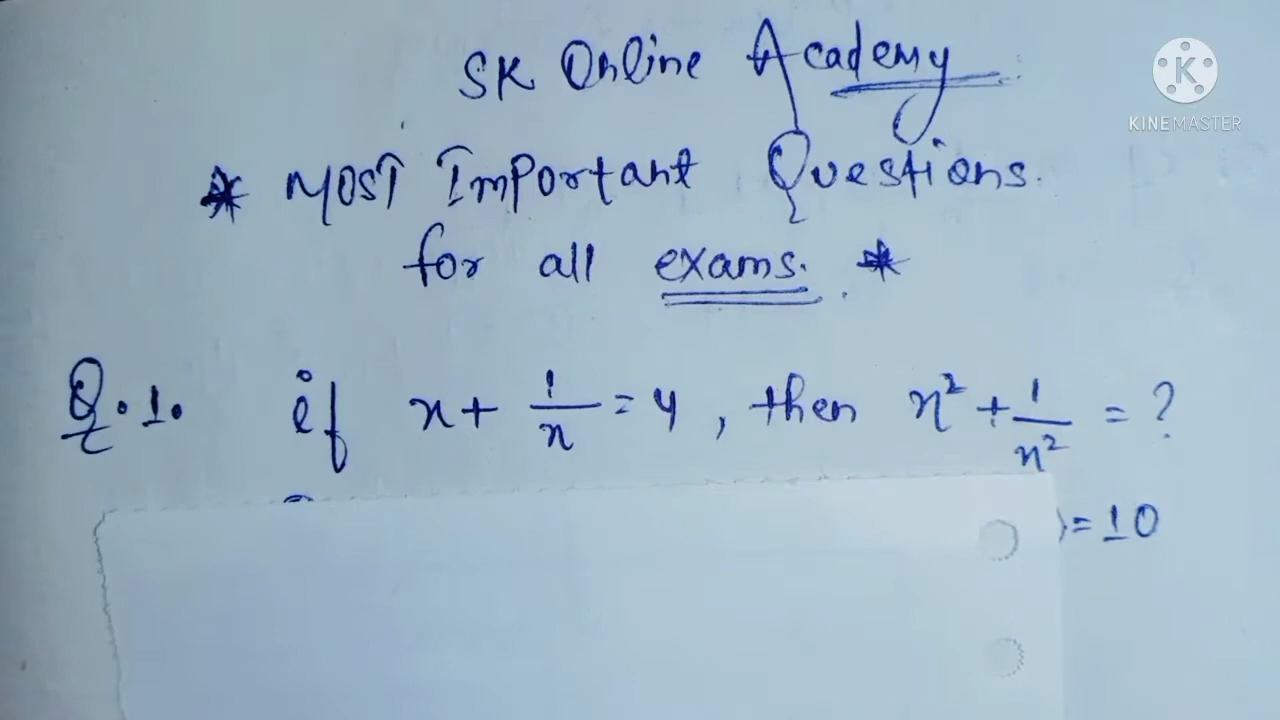 SK Online Academy
KINEMASTER
* MOST Important Questions.
for all exams. *
Q.1. if x + 1/x = 4, then x² + 1/x² = ?
) = 10